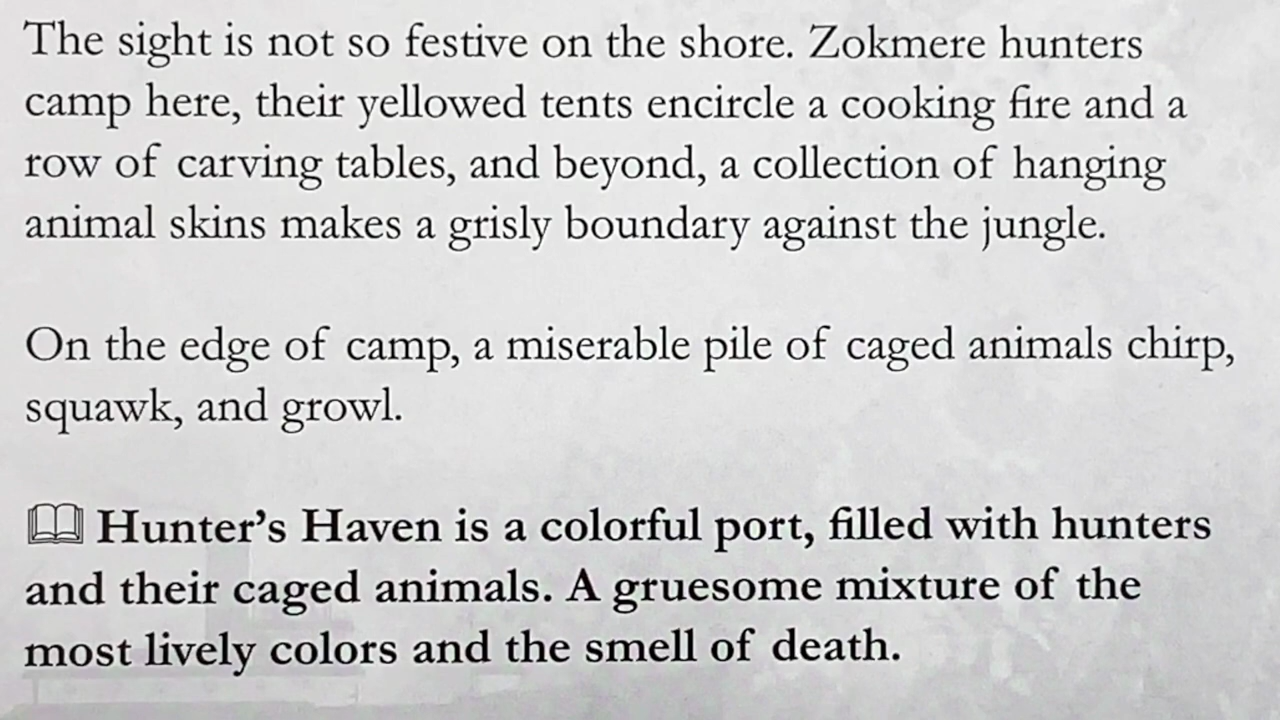 The sight is not so festive on the shore. Zokmere hunters
camp here, their yellowed tents encircle a cooking fire and a
row of carving tables, and beyond, a collection of hanging
animal skins makes a grisly boundary against the jungle.
On the edge of camp, a miserable pile of caged animals chirp,
squawk, and growl.
Hunter’s Haven is a colorful port, filled with hunters
and their caged animals. A gruesome mixture of the
most lively colors and the smell of death.